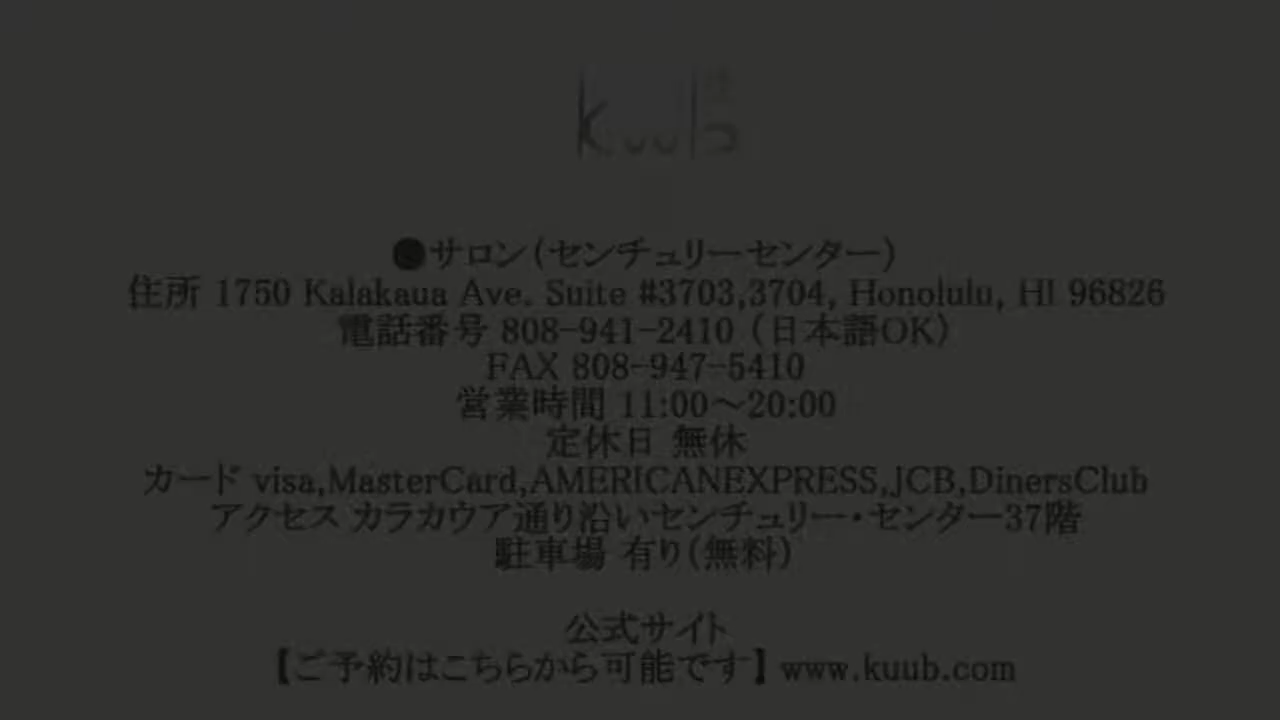 kuub
●サロン(センチュリーセンター)
住所 1750 Kalakaua Ave. Suite #3703,3704, Honolulu, HI 96826
電話番号 808-941-2410 (日本語OK)
FAX 808-947-5410
営業時間 11:00～20:00
定休日 無休
カード visa,MasterCard,AMERICANEXPRESS,JCB,DinersClub
アクセス カラカウア通り沿いセンチュリー・センター37階
駐車場 有り(無料)
公式サイト
【ご予約はこちらから可能です】www.kuub.com